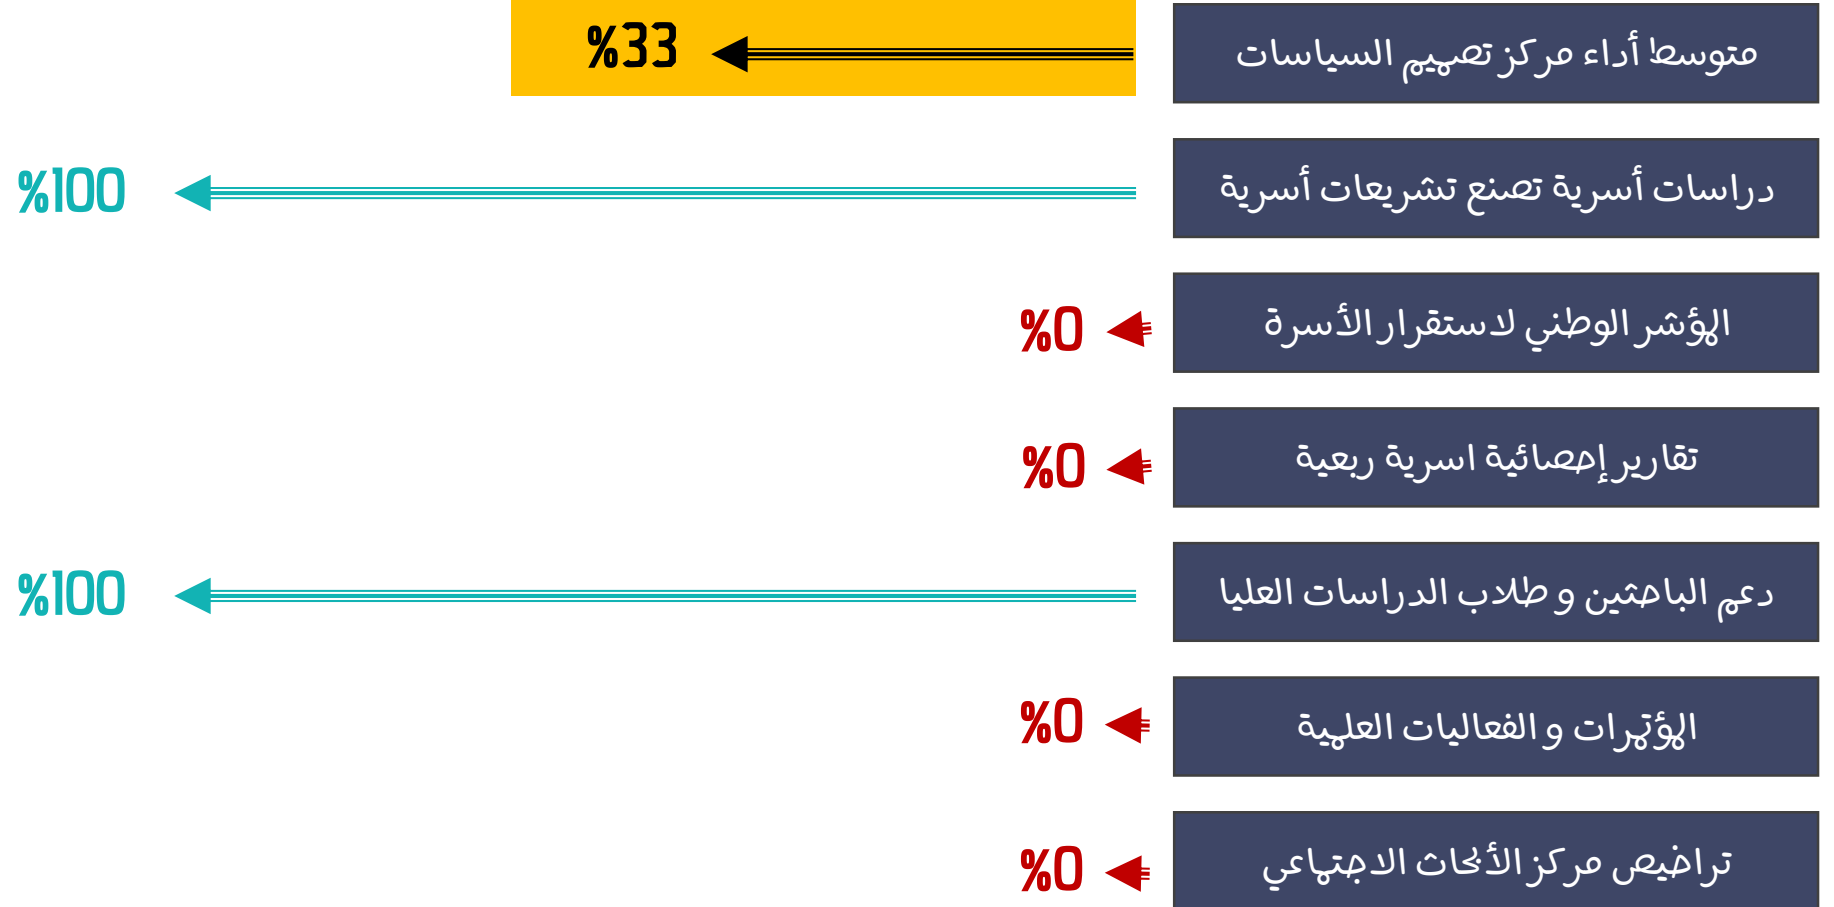 متوسط أداء مركز تصميم السياسات
%33
دراسات أسرية تصنع تشريعات أسرية
%100
المؤشر الوطني لاستقرار الأسرة
%0
تقارير إحصائية اسرية ربعية
%0
دعم الباحثين و طلاب الدراسات العليا
%100
المؤتمرات و الفعاليات العلمية
%0
تراخيص مركز الأبحاث الاجتماعي
%0